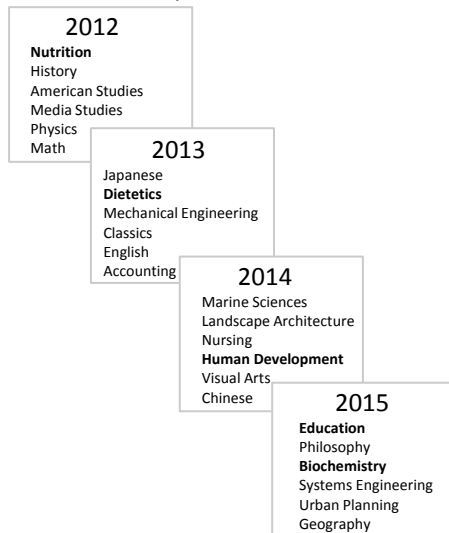 2012
Nutrition
History
American Studies
Media Studies
Physics
Math
2013
Japanese
Dietetics
Mechanical Engineering
Classics
English
Accounting
2014
Marine Sciences
Landscape Architecture
Nursing
Human Development
Visual Arts
Chinese
2015
Education
Philosophy
Biochemistry
Systems Engineering
Urban Planning
Geography